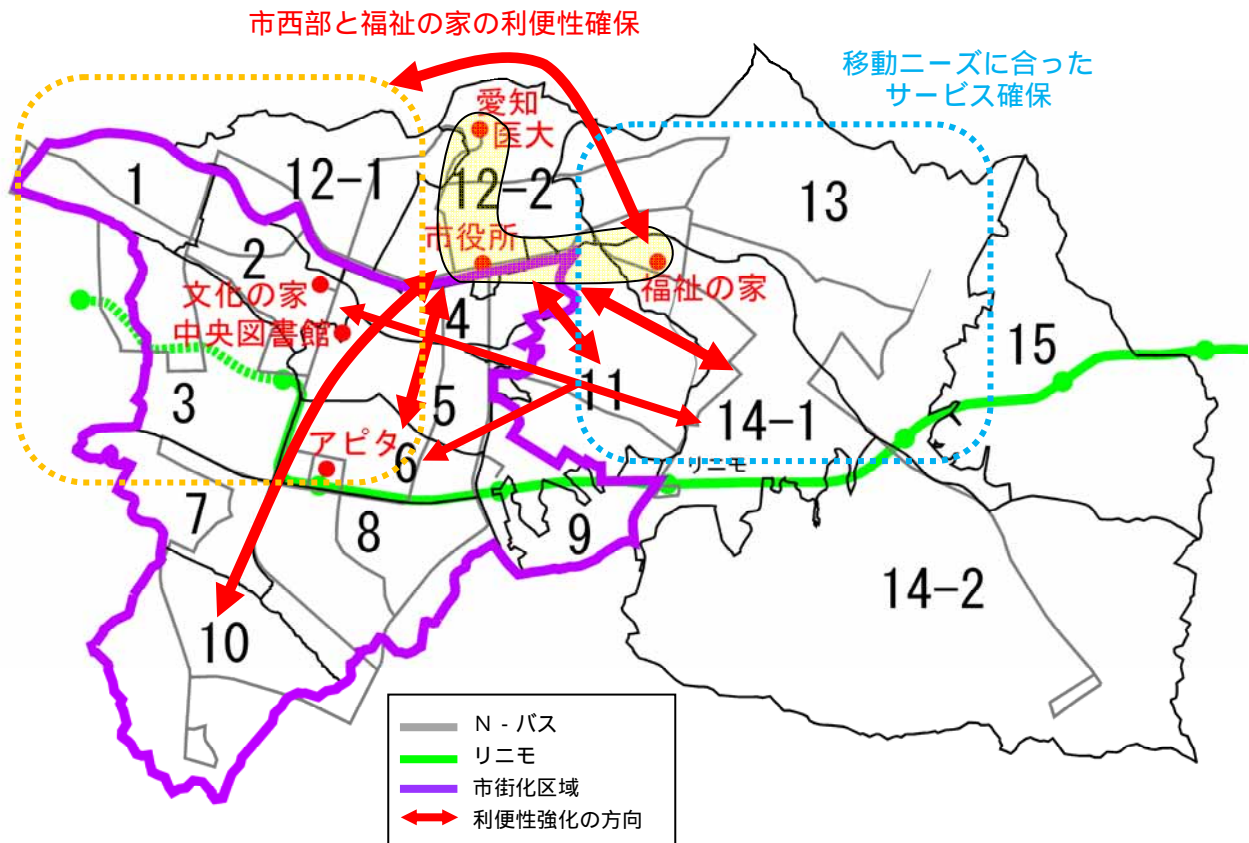 市西部と福祉の家の利便性確保
移動ニーズに合った
サービス確保
愛知
医大
1
12-1
12-2
13
2
市役所
文化の家
福祉の家
中央図書館
4
15
3
5
11
14-1
アピタ
6
リニモ
7
8
9
14-2
10
N - バス
リニモ
市街化区域
利便性強化の方向